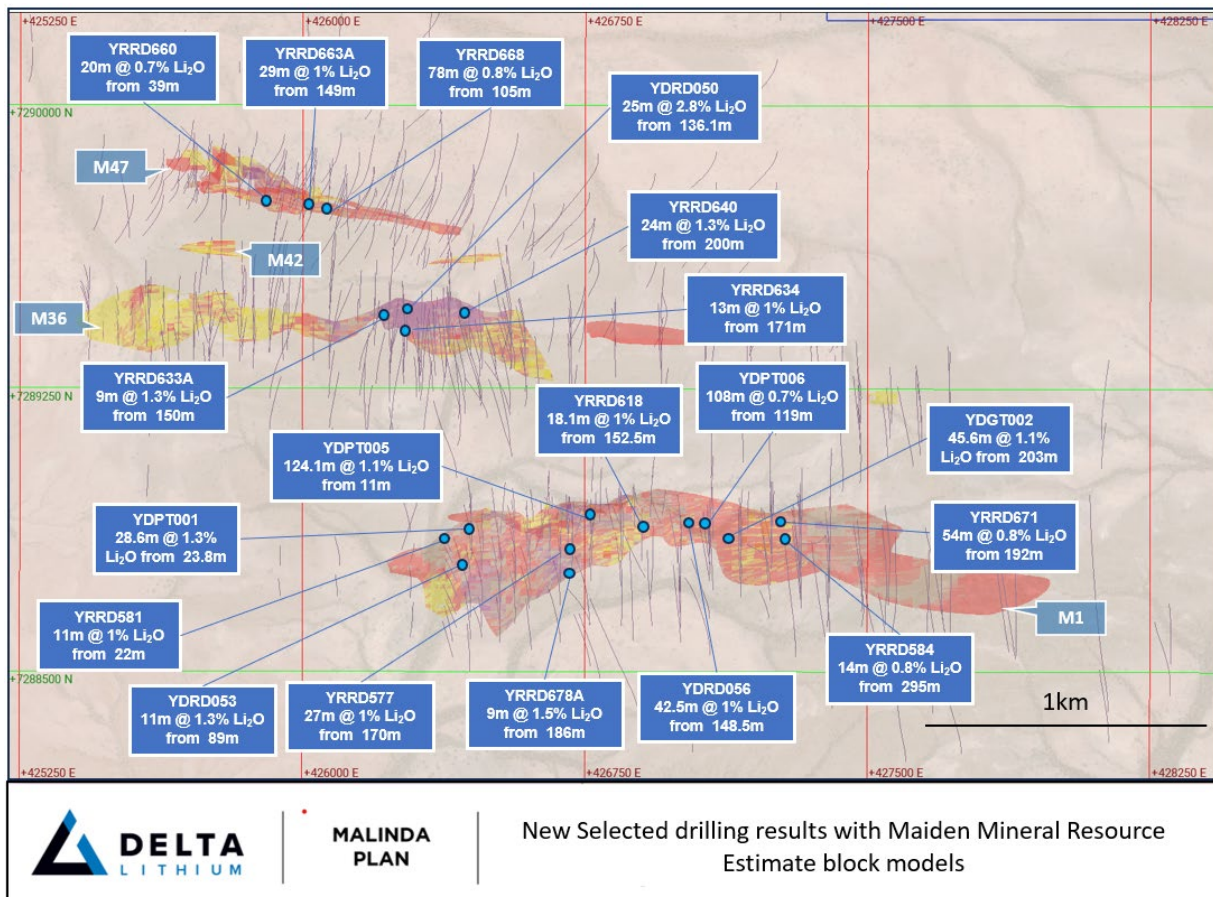 +425250 E
+426000 E
+426750 E
+427500 E
+428250 E
YRRD660
20m @ 0.7% Li₂O
from 39m
YRRD663A
29m @ 1% Li₂O
from 149m
YRRD668
78m @ 0.8% Li₂O
from 105m
YDRD050
25m @ 2.8% Li₂O
from 136.1m
+7290000 N
M47
YRRD640
24m @ 1.3% Li₂O
from 200m
M42
M36
YRRD634
13m @ 1% Li₂O
from 171m
YRRD633A
9m @ 1.3% Li₂O
from 150m
+7289250 N
YRRD618
18.1m @ 1% Li₂O
from 152.5m
YDPT006
108m @ 0.7% Li₂O
from 119m
YDGT002
45.6m @ 1.1%
Li₂O from 203m
YDPT005
124.1m @ 1.1% Li₂O
from 11m
YDPT001
28.6m @ 1.3%
Li₂O from 23.8m
YRRD671
54m @ 0.8% Li₂O
from 192m
YRRD581
11m @ 1% Li₂O
from 22m
M1
YRRD584
14m @ 0.8% Li₂O
from 295m
+7288500 N
YDRD053
11m @ 1.3% Li₂O
from 89m
YRRD577
27m @ 1% Li₂O
from 170m
YRRD678A
9m @ 1.5% Li₂O
from 186m
YDRD056
42.5m @ 1% Li₂O
from 148.5m
1km
+425250 E
+426000 E
+426750 E
+427500 E
+428250 E
DELTA
LITHIUM
MALINDA
PLAN
New Selected drilling results with Maiden Mineral Resource
Estimate block models